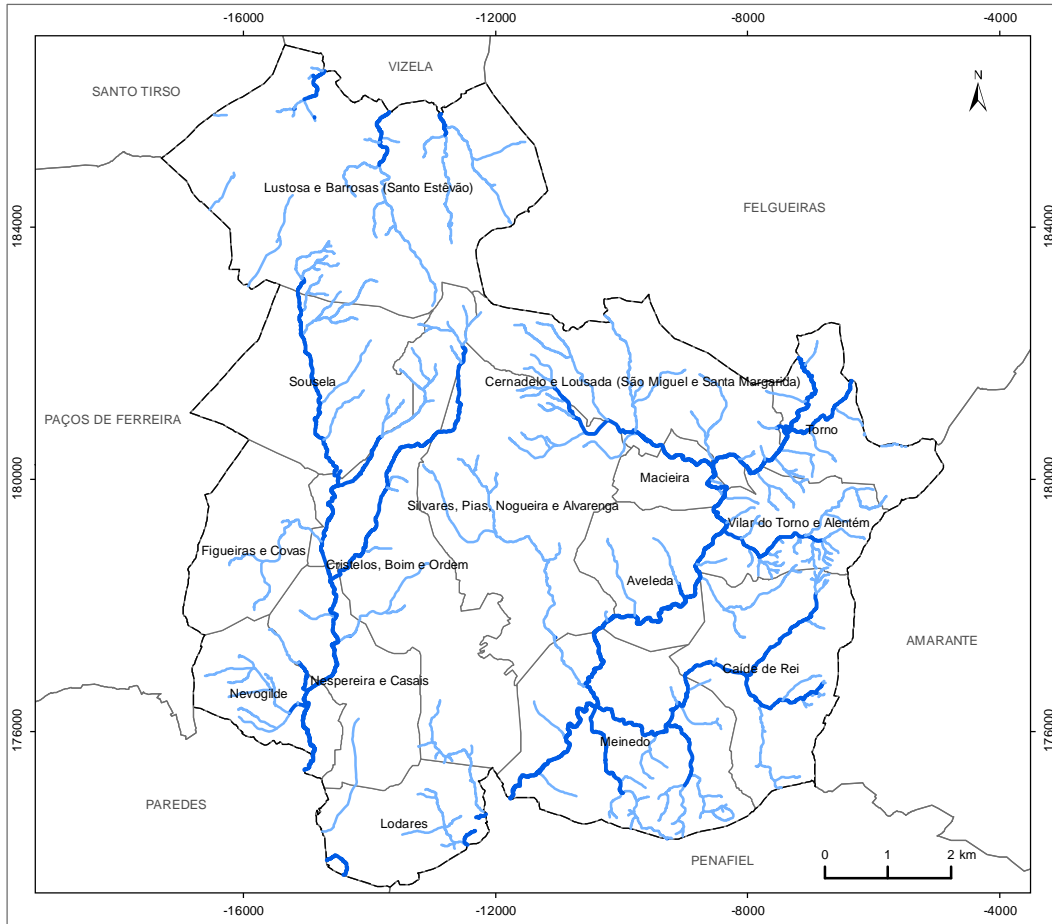 -16000 -12000 -8000 -4000
VIZELA
SANTO TIRSO
N
Lustosa e Barrosas (Santo Estêvão)
FELGUEIRAS
184000 184000
Sousela
Cernadelo e Lousada (São Miguel e Santa Margarida)
PAÇOS DE FERREIRA
Torno
180000 180000
Macieira
Silvares, Pias, Nogueira e Alvarenga
Vilar do Torno e Alentém
Figueiras e Covas
Cristelos, Boim e Ordem
Aveleda
AMARANTE
Caíde de Rei
Nespereira e Casais
Nevogilde
176000 176000
Meinedo
PAREDES
Lodares
PENAFIEL
0 1 2 km
-16000 -12000 -8000 -4000